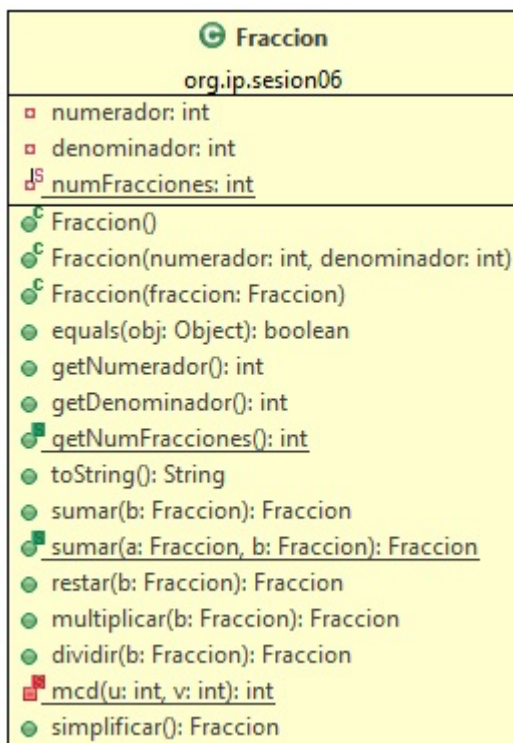 Fraccion
org.ip.sesion06
numerador: int
denominador: int
numFracciones: int
Fraccion()
Fraccion(numerador: int, denominador: int)
Fraccion(fraccion: Fraccion)
equals(obj: Object): boolean
getNumerador(): int
getDenominador(): int
getNumFracciones(): int
toString(): String
sumar(b: Fraccion): Fraccion
sumar(a: Fraccion, b: Fraccion): Fraccion
restar(b: Fraccion): Fraccion
multiplicar(b: Fraccion): Fraccion
dividir(b: Fraccion): Fraccion
mcd(u: int, v: int): int
simplificar(): Fraccion